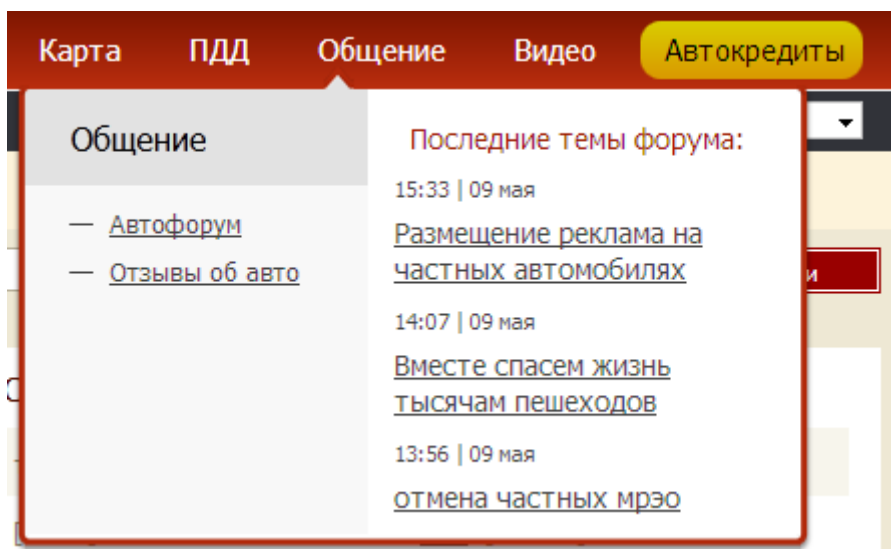 Карта ПДД Общение Видео Автокредиты
Общение
— Автофорум
— Отзывы об авто
Последние темы форума:
15:33 | 09 мая
Размещение реклама на
частных автомобилях
14:07 | 09 мая
Вместе спасем жизнь
тысячам пешеходов
13:56 | 09 мая
отмена частных мрэо